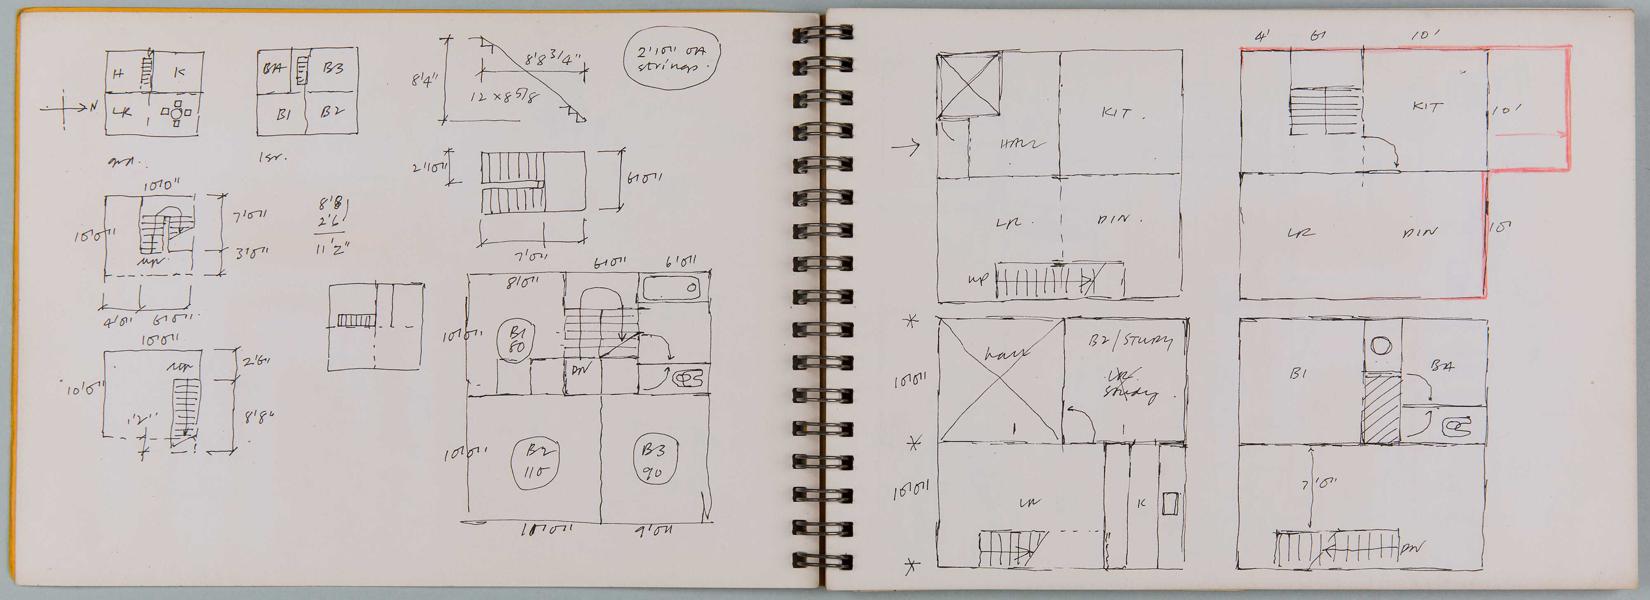 H
K
LR
N
grd.
BA
B3
B1
B2
1sr.
8'4"
8'8 3/4"
12 x 8 5/8
2'10" OA
strings.
10'0"
10'0"
7'0"
3'0"
up
4'0"
6'0"
8'8
2'6
11'2"
2'10"
6'0"
7'0"
10'0"
10'0"
up
2'6"
8'8"
1'2"
8'0"
6'0"
6'0"
10'0"
B1
80
DN
10'0"
B2
110
B3
90
10'0"
9'0"
HALL
KIT.
LR.
DIN.
UP
4'
6'
10'
KIT
10'
LR
DIN
10'
10'0"
hall
B2/STUDY
LR.
Study
10'0"
LR
K
B1
BA
7'0"
DN